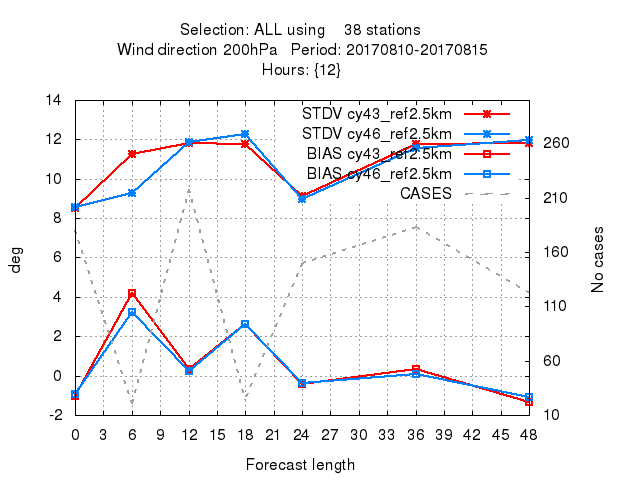 Selection: ALL using    38 stations
Wind direction 200hPa   Period: 20170810-20170815
Hours: {12}
STDV cy43_ref2.5km
STDV cy46_ref2.5km
BIAS cy43_ref2.5km
BIAS cy46_ref2.5km
CASES
14
12
10
8
6
4
2
0
-2
deg
260
210
160
110
60
10
No cases
0 3 6 9 12 15 18 21 24 27 30 33 36 39 42 45 48
Forecast length